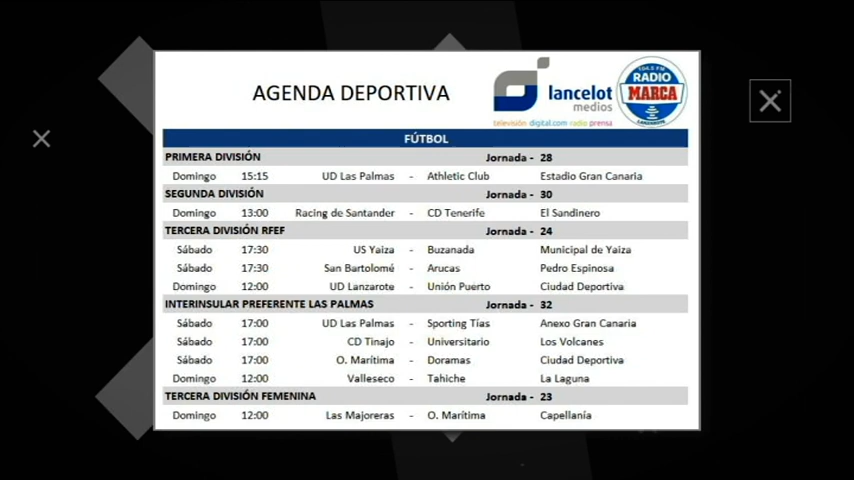 AGENDA DEPORTIVA
lancelot
medios
televisión digital.com radio prensa
RADIO
MARCA
LANZAROTE
FÚTBOL
PRIMERA DIVISIÓN Jornada - 28
Domingo 15:15 UD Las Palmas - Athletic Club Estadio Gran Canaria
SEGUNDA DIVISIÓN Jornada - 30
Domingo 13:00 Racing de Santander - CD Tenerife El Sandinero
TERCERA DIVISIÓN RFEF Jornada - 24
Sábado 17:30 US Yaiza - Buzanada Municipal de Yaiza
Sábado 17:30 San Bartolomé - Arucas Pedro Espinosa
Domingo 12:00 UD Lanzarote - Unión Puerto Ciudad Deportiva
INTERINSULAR PREFERENTE LAS PALMAS Jornada - 32
Sábado 17:00 UD Las Palmas - Sporting Tías Anexo Gran Canaria
Sábado 17:00 CD Tinajo - Universitario Los Volcanes
Sábado 17:00 O. Marítima - Doramas Ciudad Deportiva
Domingo 12:00 Valleseco - Tahiche La Laguna
TERCERA DIVISIÓN FEMENINA Jornada - 23
Domingo 12:00 Las Majoreras - O. Marítima Capellanía